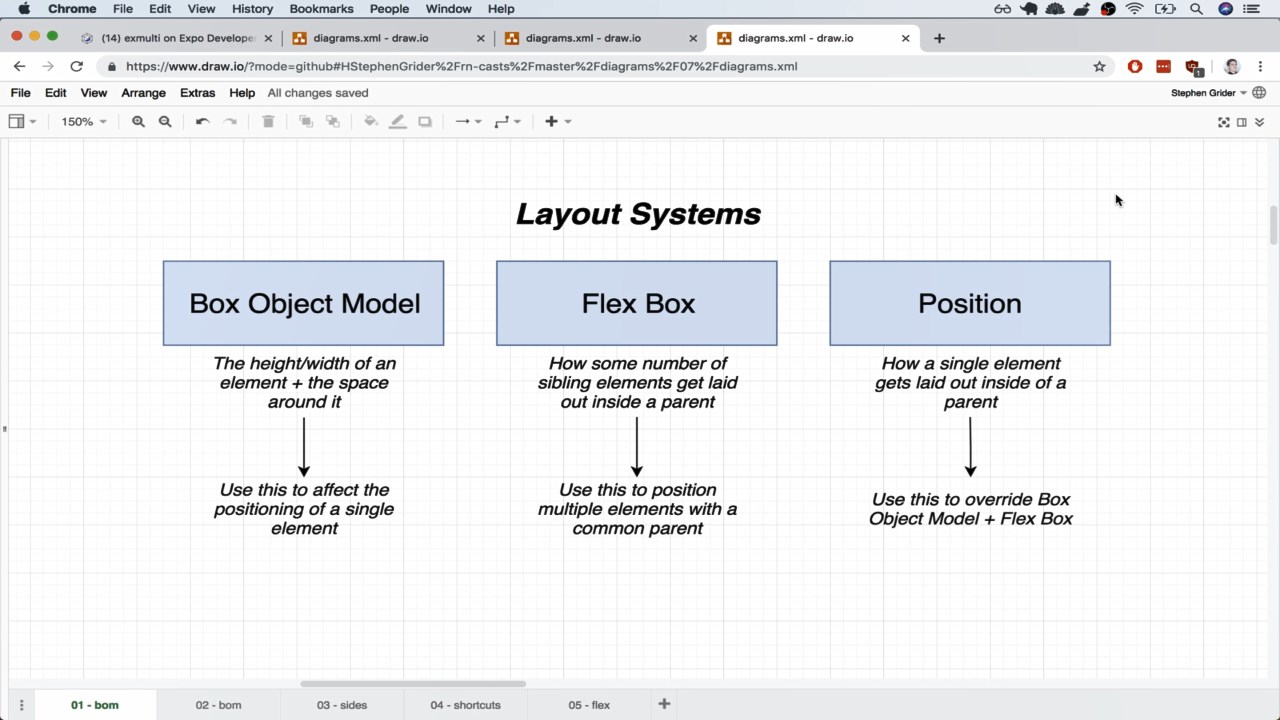 Chrome File Edit View History Bookmarks People Window Help
(14) exmulti on Expo Develope
diagrams.xml - draw.io
diagrams.xml - draw.io
diagrams.xml - draw.io
https://www.draw.io/?mode=github#HStephenGrider%2Frn-casts%2Fmaster%2Fdiagrams%2F07%2Fdiagrams.xml
1
File Edit View Arrange Extras Help All changes saved
Stephen Grider
150%
Layout Systems
Box Object Model
The height/width of an
element + the space
around it
Use this to affect the
positioning of a single
element
Flex Box
How some number of
sibling elements get laid
out inside a parent
Use this to position
multiple elements with a
common parent
Position
How a single element
gets laid out inside of a
parent
Use this to override Box
Object Model + Flex Box
01 - bom
02 - bom
03 - sides
04 - shortcuts
05 - flex